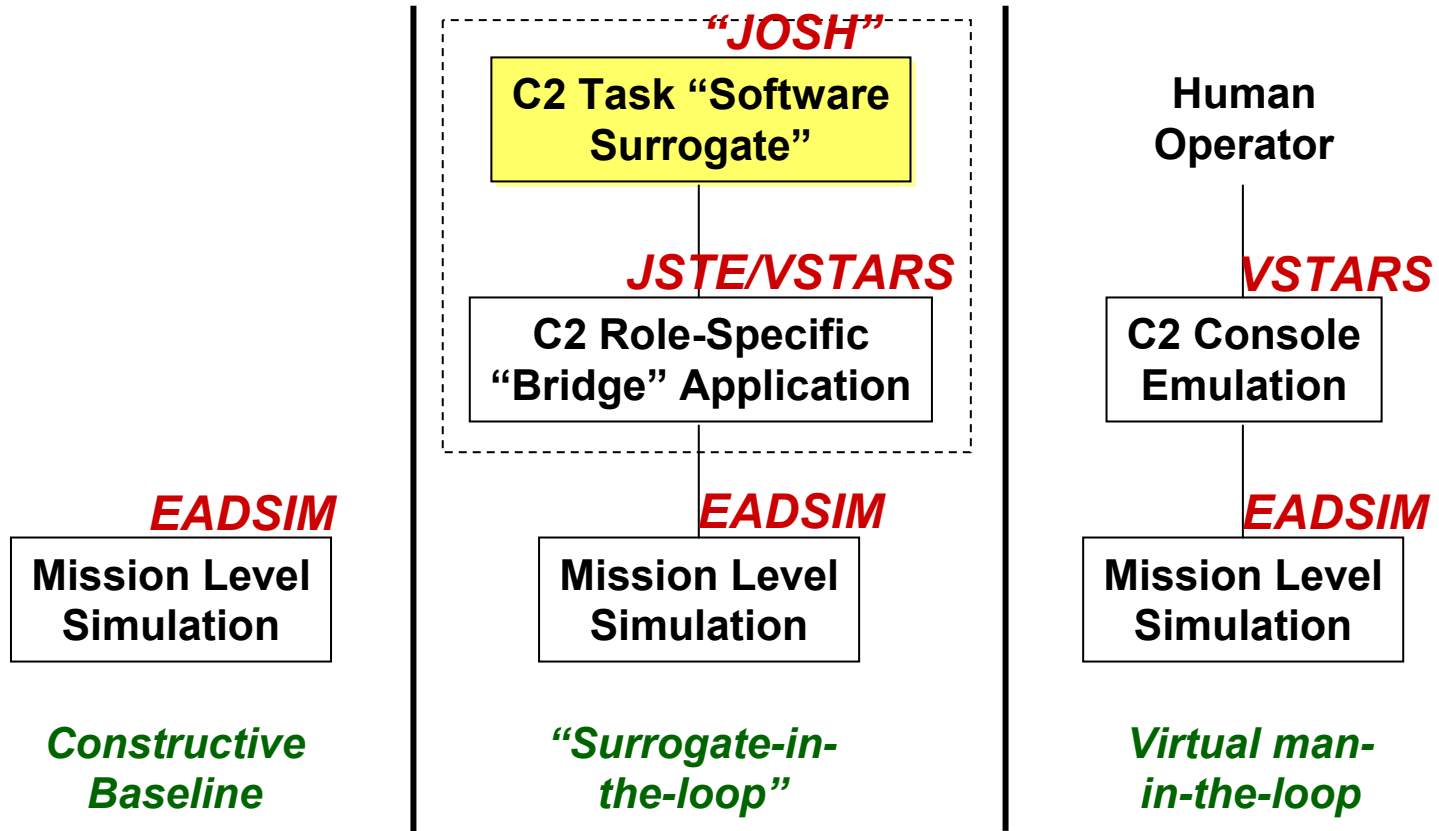 EADSIM
Mission Level
Simulation
Constructive
Baseline
“JOSH”
C2 Task “Software
Surrogate”
JSTE/VSTARS
C2 Role-Specific
“Bridge” Application
EADSIM
Mission Level
Simulation
“Surrogate-in-
the-loop”
Human
Operator
VSTARS
C2 Console
Emulation
EADSIM
Mission Level
Simulation
Virtual man-
in-the-loop